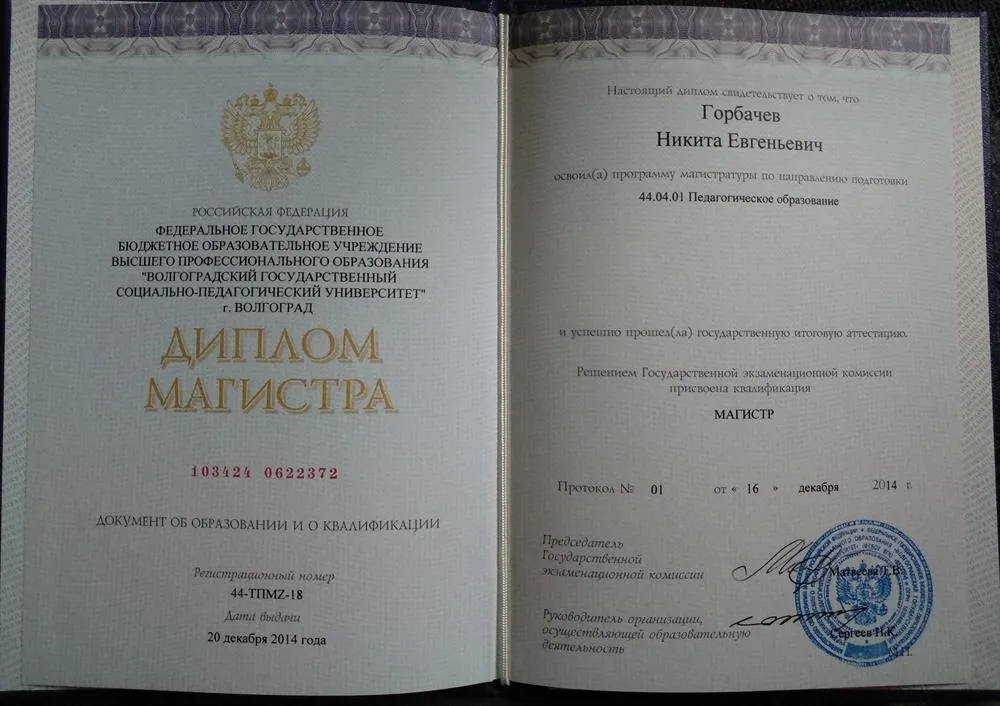 РОССИЙСКАЯ ФЕДЕРАЦИЯ
ФЕДЕРАЛЬНОЕ ГОСУДАРСТВЕННОЕ
БЮДЖЕТНОЕ ОБРАЗОВАТЕЛЬНОЕ УЧРЕЖДЕНИЕ
ВЫСШЕГО ПРОФЕССИОНАЛЬНОГО ОБРАЗОВАНИЯ
"ВОЛГОГРАДСКИЙ ГОСУДАРСТВЕННЫЙ
СОЦИАЛЬНО-ПЕДАГОГИЧЕСКИЙ УНИВЕРСИТЕТ"
г. ВОЛГОГРАД
ДИПЛОМ
МАГИСТРА
103424 0622372
ДОКУМЕНТ ОБ ОБРАЗОВАНИИ И О КВАЛИФИКАЦИИ
Регистрационный номер
44-ТПМZ-18
Дата выдачи
20 декабря 2014 года
Настоящий диплом свидетельствует о том, что
Горбачев
Никита Евгеньевич
освоил(а) программу магистратуры по направлению подготовки
44.04.01 Педагогическое образование
и успешно прошел(ла) государственную итоговую аттестацию.
Решением Государственной экзаменационной комиссии
присвоена квалификация
МАГИСТР
Протокол № 01 от « 16 » декабря 2014 г.
Председатель
Государственной
экзаменационной комиссии
Матвеева Е.В.
Руководитель организации,
осуществляющей образовательную
деятельность
Сергеев Н.К.
М.П.